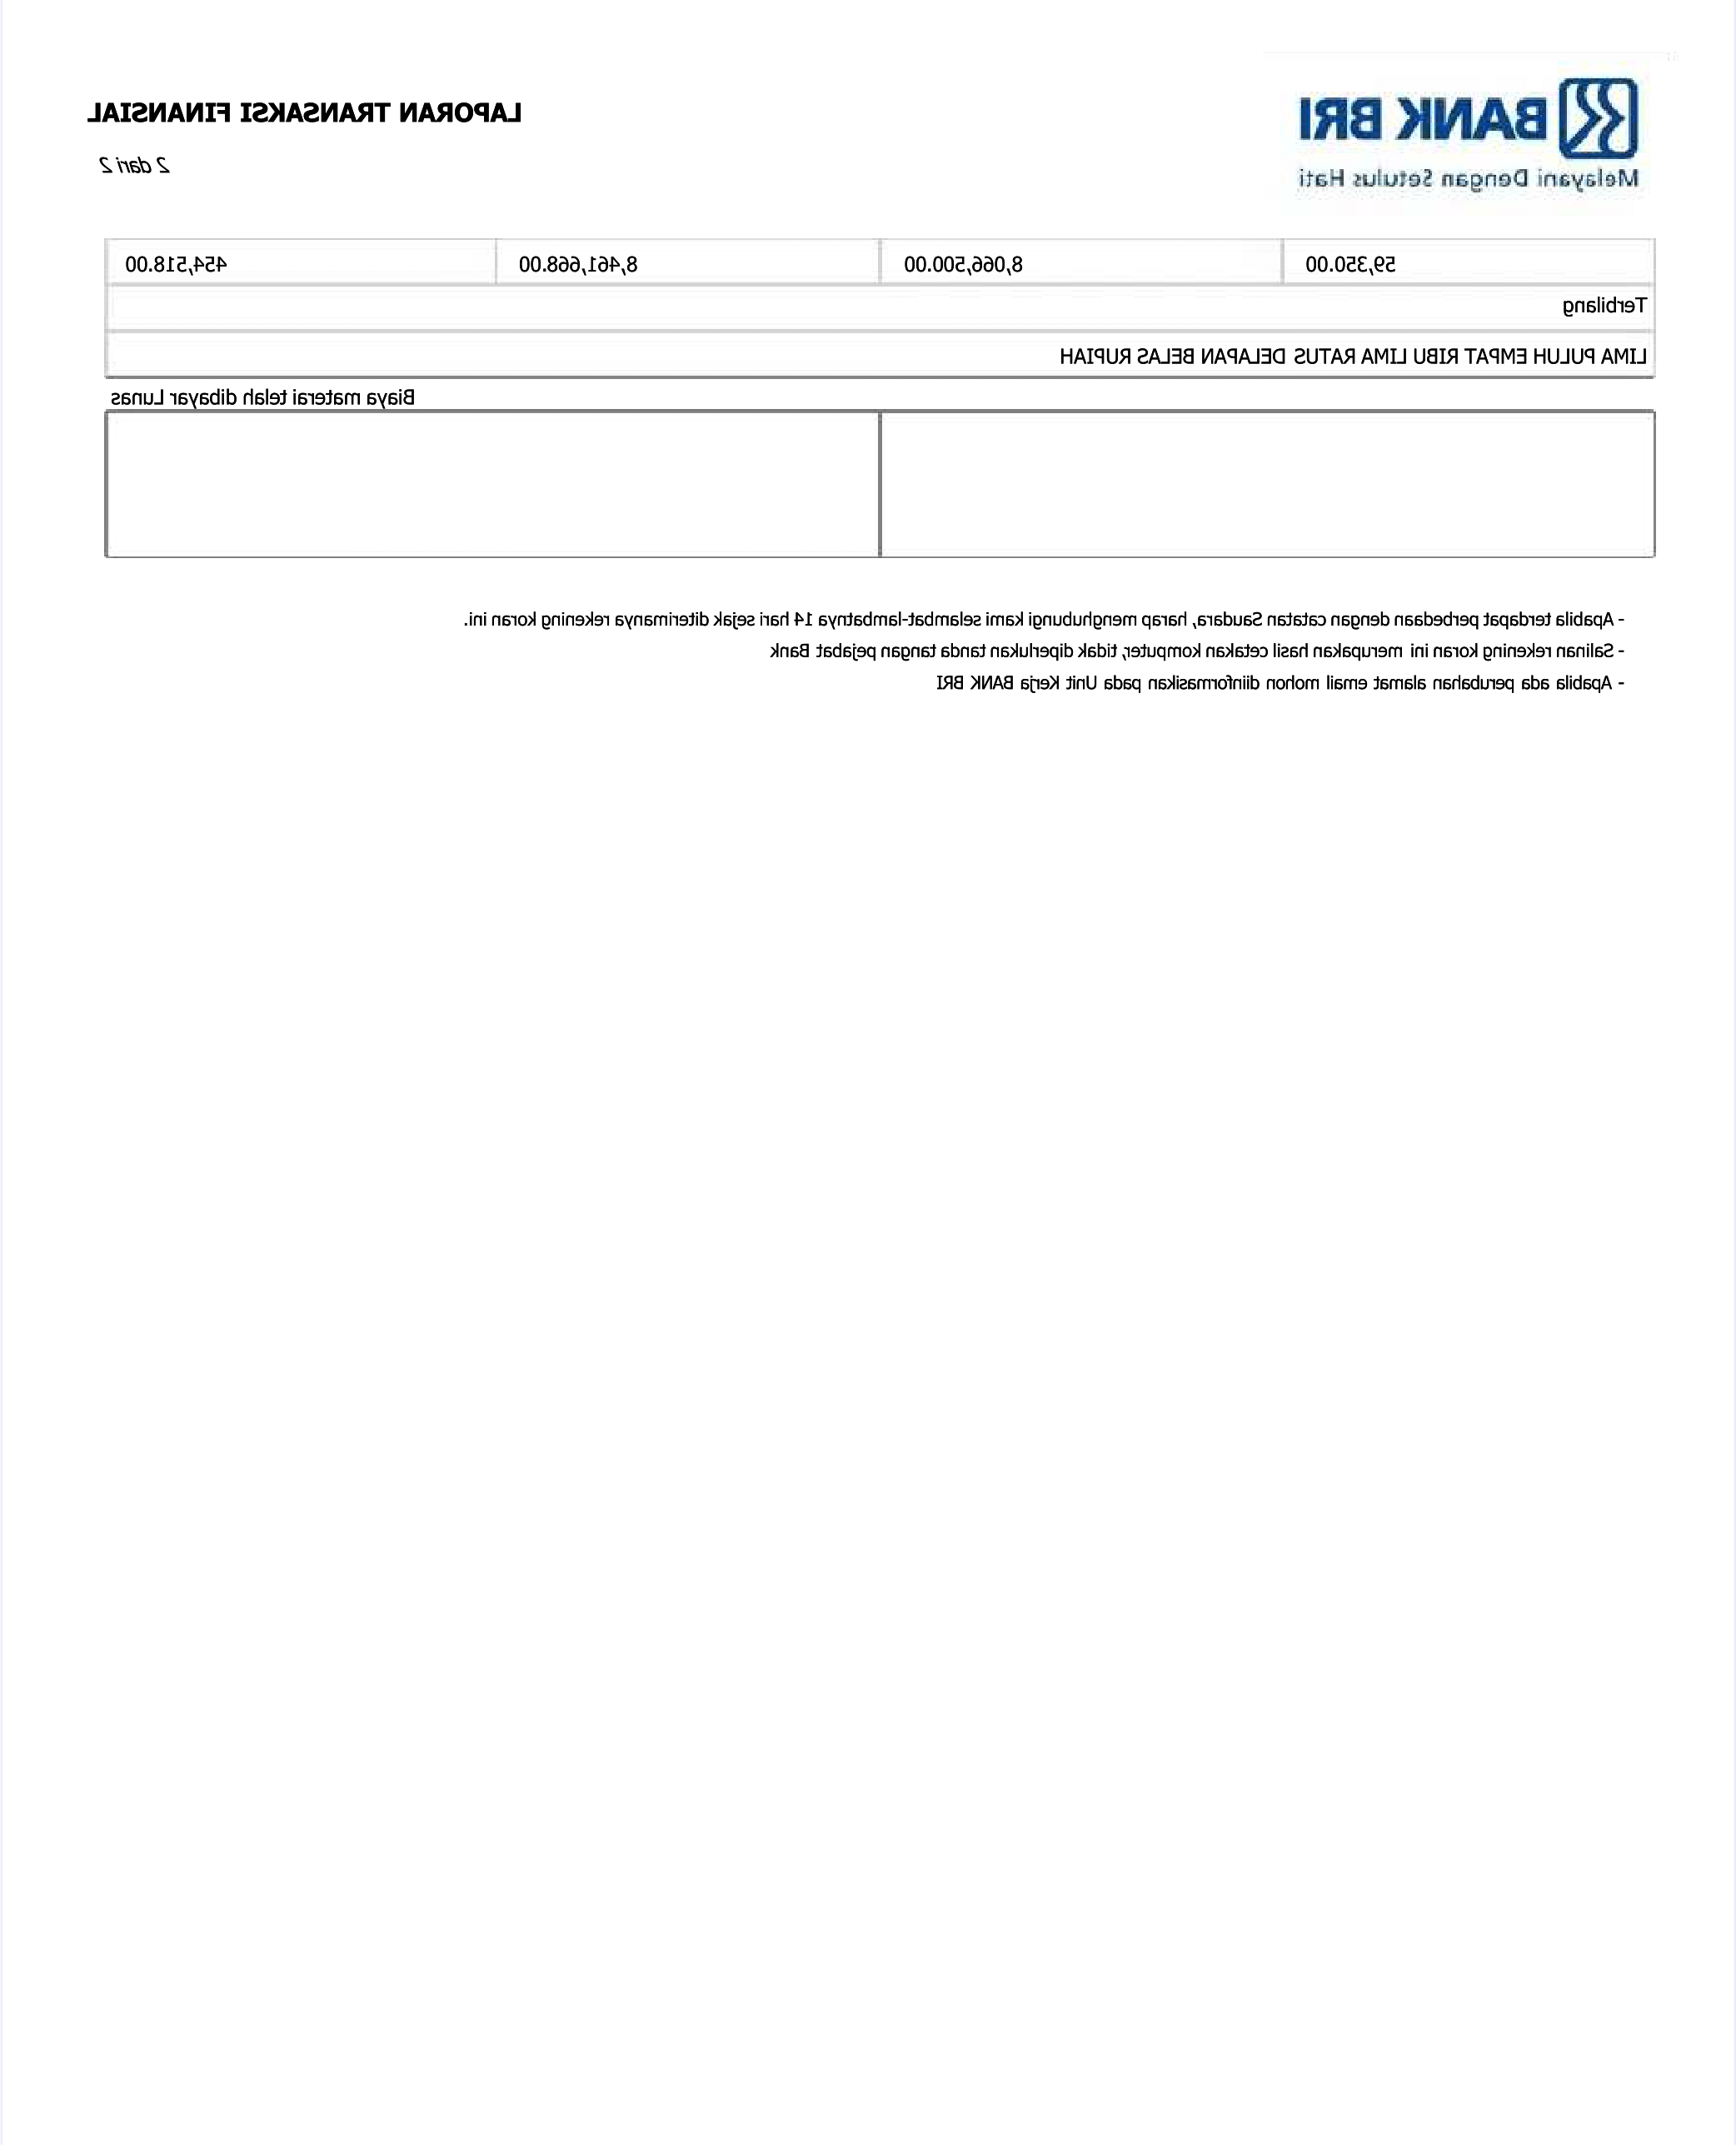 BANK BRI
Melayani Dengan Setulus Hati
LAPORAN TRANSAKSI FINANSIAL
2 dari 2
59,350.00 8,066,500.00 8,461,668.00 454,518.00
Terbilang
LIMA PULUH EMPAT RIBU LIMA RATUS DELAPAN BELAS RUPIAH
Biaya materai telah dibayar Lunas
- Apabila terdapat perbedaan dengan catatan Saudara, harap menghubungi kami selambat-lambatnya 14 hari sejak diterimanya rekening koran ini.
- Salinan rekening koran ini merupakan hasil cetakan komputer, tidak diperlukan tanda tangan pejabat Bank
- Apabila ada perubahan alamat email mohon diinformasikan pada Unit Kerja BANK BRI